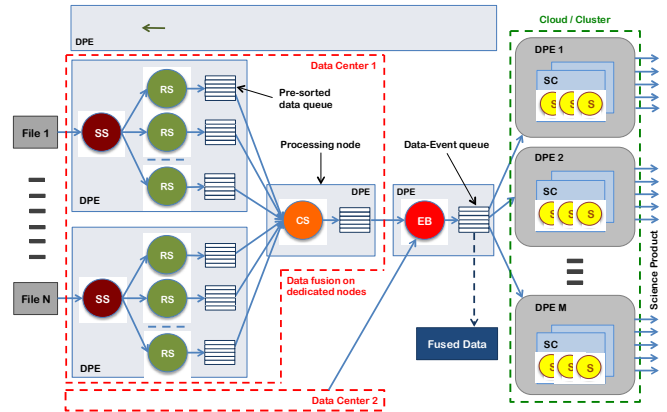 Cloud / Cluster
DPE
Data Center 1
DPE 1
SC
S S S
RS
Pre-sorted
data queue
File 1
SS
RS
RS
DPE
Processing node
Data-Event queue
DPE 2
SC
S S S
DPE
CS
DPE
EB
RS
Data fusion on
dedicated nodes
File N
SS
RS
RS
DPE
Fused Data
DPE M
SC
S S S
Data Center 2
Science Product